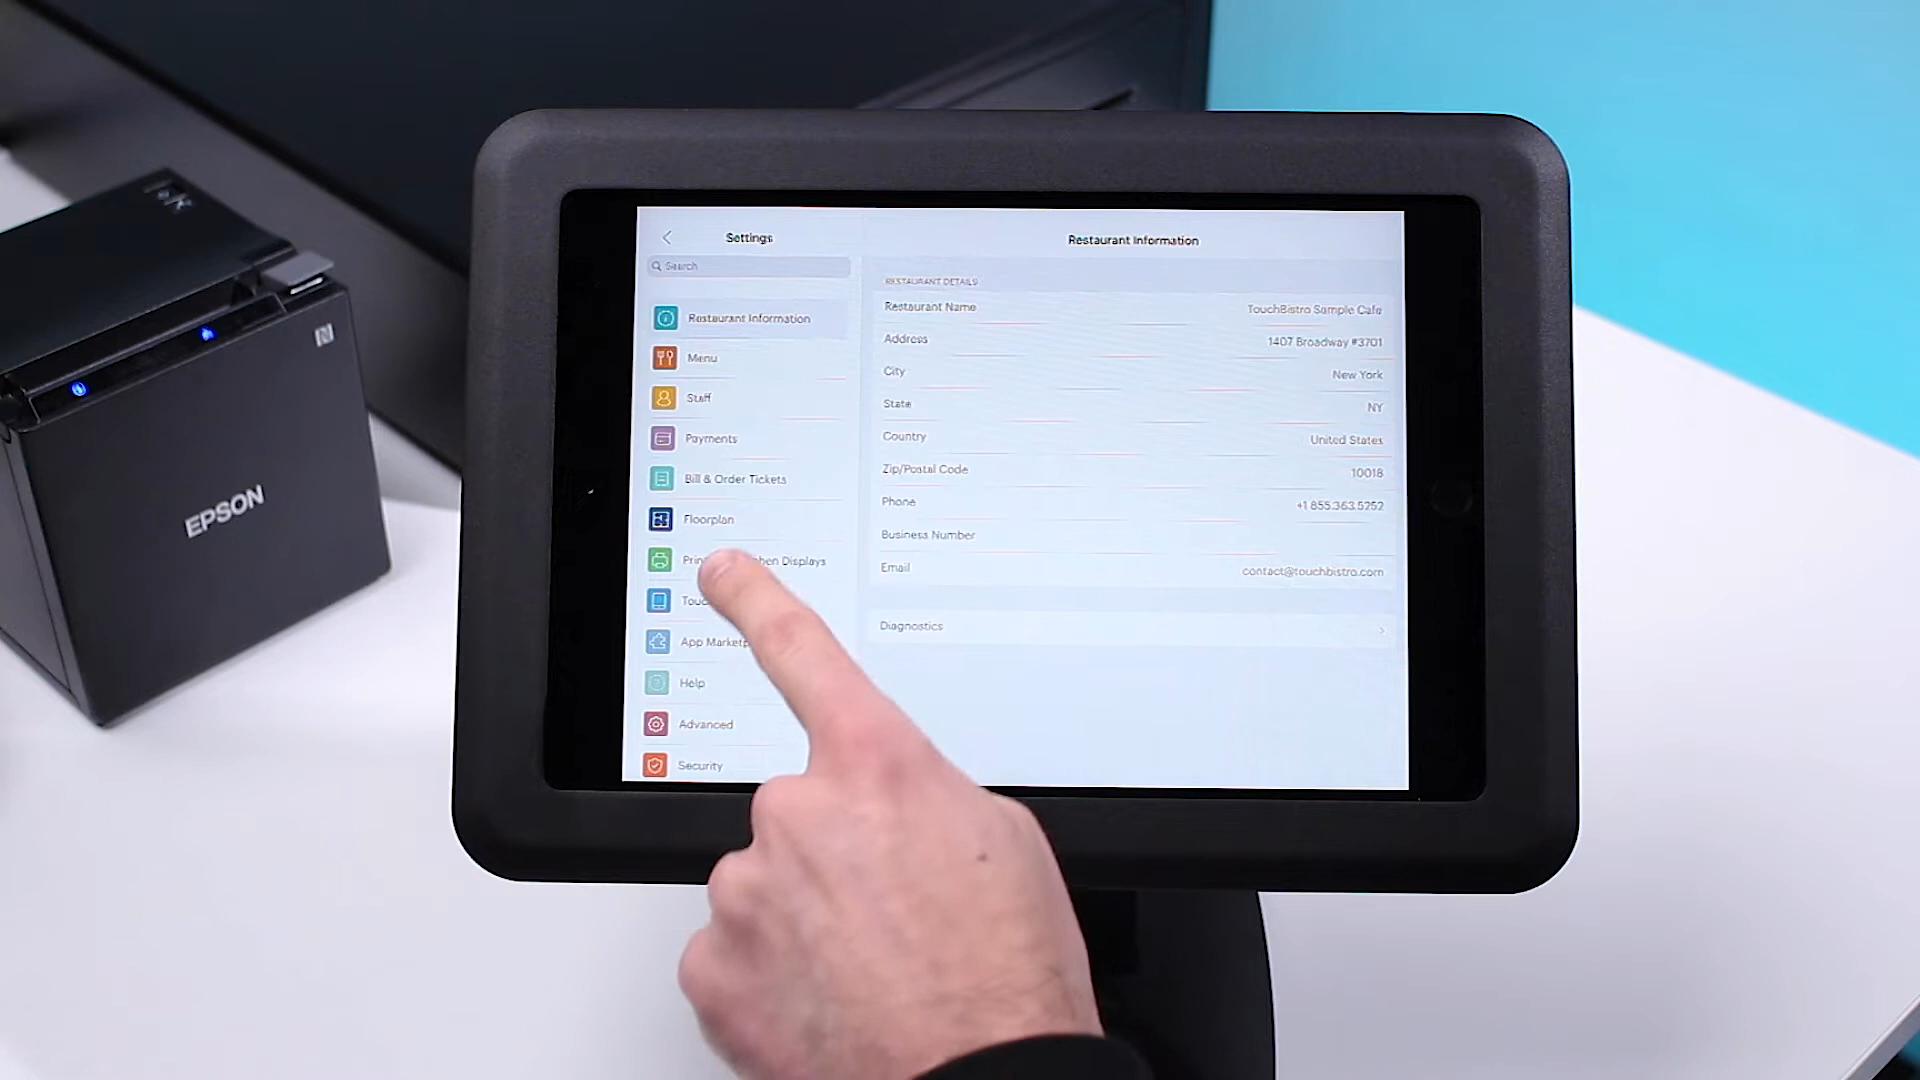 EPSON
Settings
Search
Restaurant Information
Menu
Staff
Payments
Bill & Order Tickets
Floorplan
Displays
App
Help
Advanced
Security
Restaurant Information
RESTAURANT DETAILS
Restaurant Name TouchBistro Sample Cafe
Address 1407 Broadway #3701
City New York
State NY
Country United States
Zip/Postal Code 10018
Phone +1 855.363.5252
Business Number
Email contact@touchbistro.com
Diagnostics